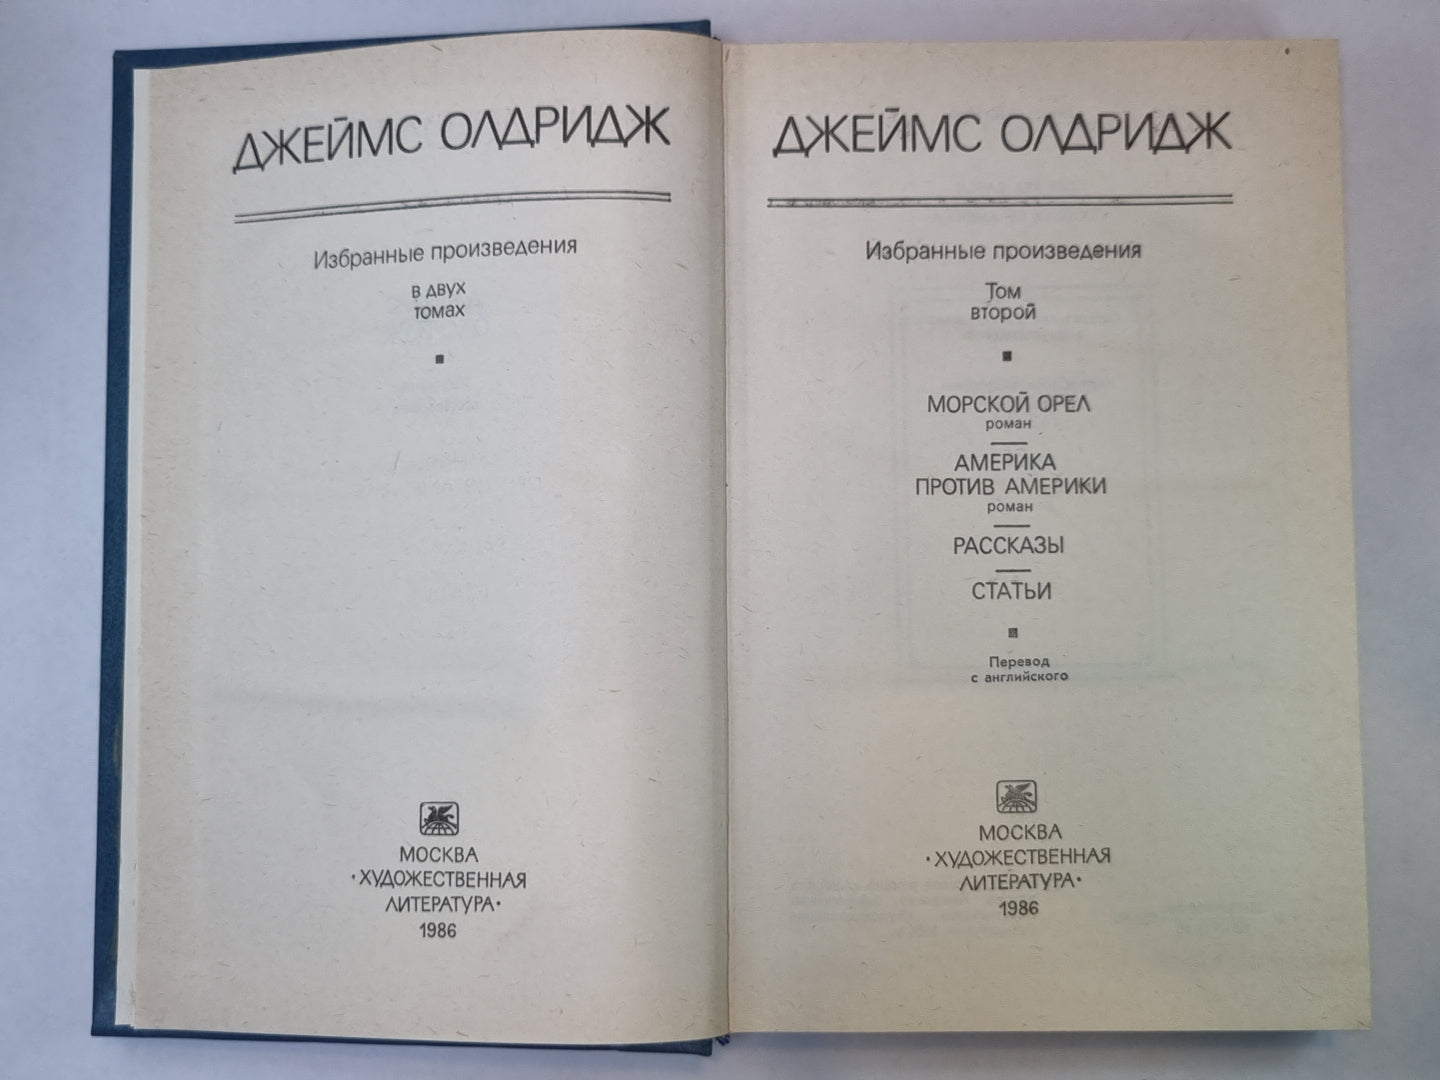 ДЖЕЙМС ОЛДРИДЖ
Избранные произведения
в двух
томах
МОСКВА
·ХУДОЖЕСТВЕННАЯ
ЛИТЕРАТУРА·
1986
ДЖЕЙМС ОЛДРИДЖ
Избранные произведения
Том
второй
МОРСКОЙ ОРЕЛ
роман
АМЕРИКА
ПРОТИВ АМЕРИКИ
роман
РАССКАЗЫ
СТАТЬИ
Перевод
с английского
МОСКВА
·ХУДОЖЕСТВЕННАЯ
ЛИТЕРАТУРА·
1986